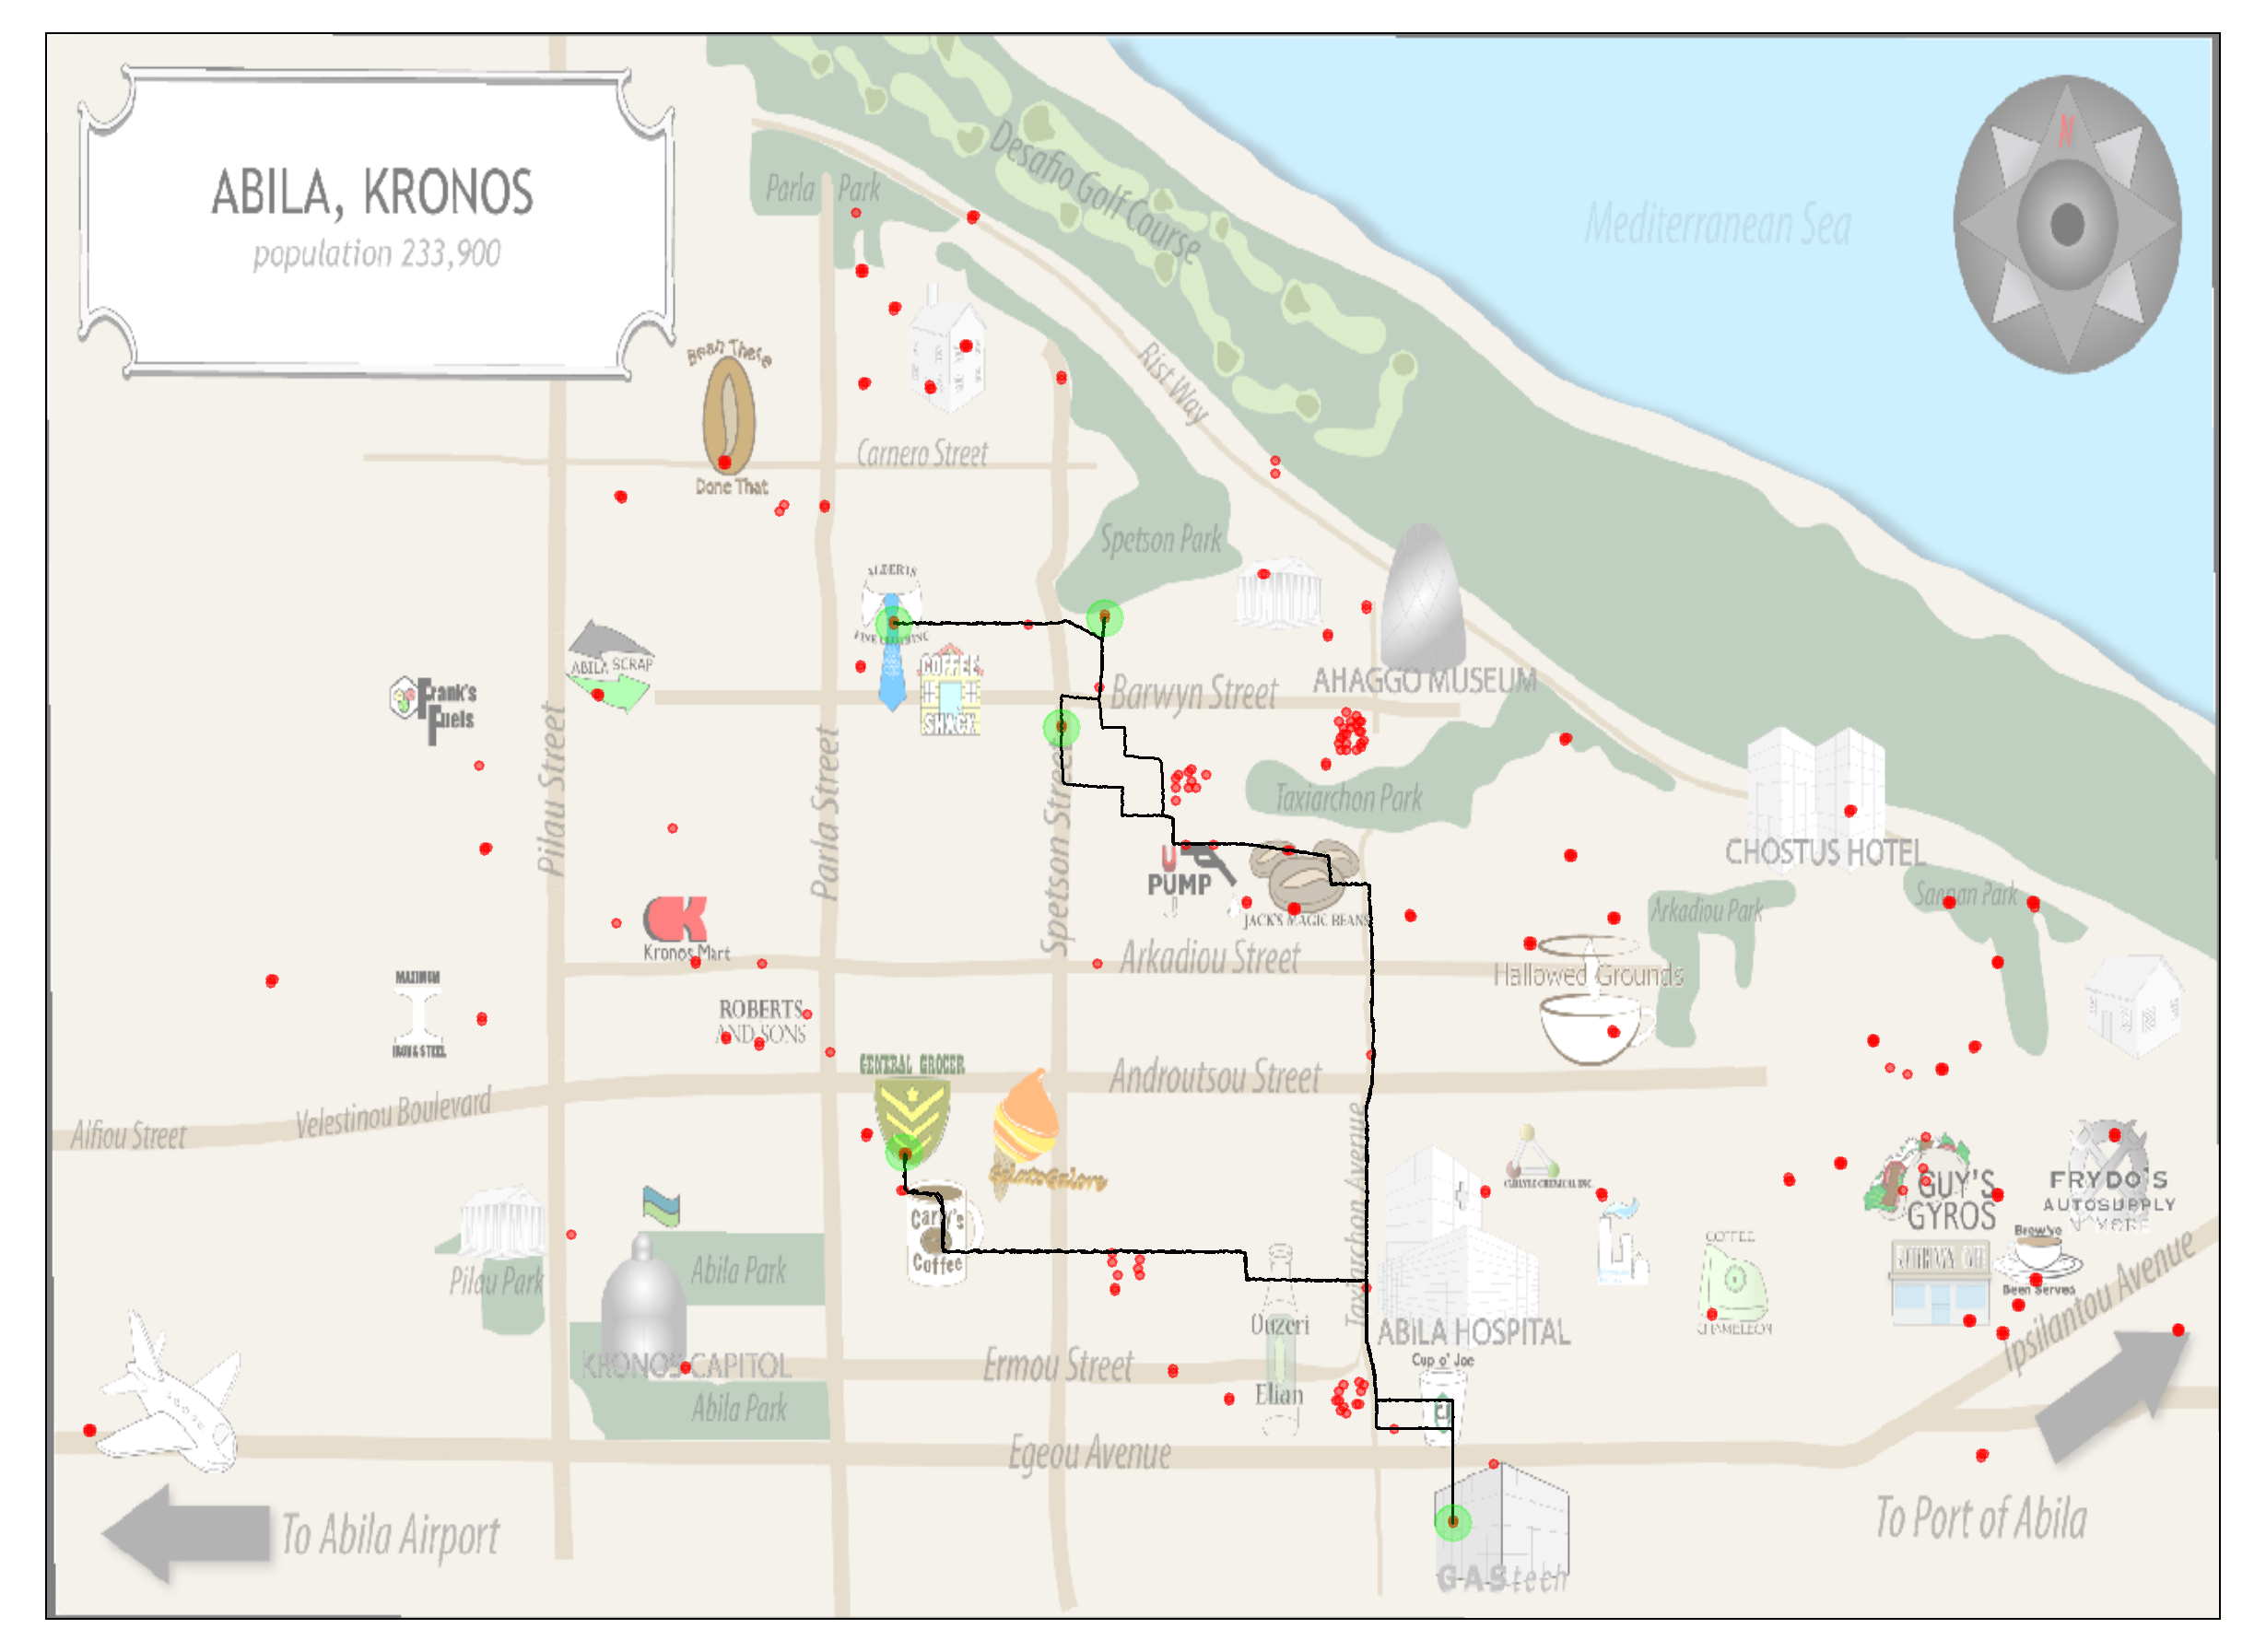 ABILA, KRONOS
population 233,900
N
Mediterranean Sea
Desafio Golf Course
Parla Park
Rist Way
Bean There
Done That
Carnero Street
Spetson Park
ALBERTS
FINE CLOTHING
ABILA SCRAP
COFFEE
SHACK
Frank's
Fuels
Barwyn Street
AHAGGO MUSEUM
Pilau Street
Parla Street
Spetson Street
Taxiarchon Park
CHOSTUS HOTEL
U
PUMP
JACK'S MAGIC BEANS
Arkadiou Park
Sannan Park
Kronos Mart
Arkadiou Street
Hallowed Grounds
MAXIMUM
IRON & STEEL
ROBERTS
AND SONS
GENERAL GROCER
Androutsou Street
Alfiou Street
Velestinou Boulevard
GelatoGalore
Taxiarchon Avenue
GUY'S
GYROS
FRYDO'S
AUTOSUPPLY
N' MORE
Carly's
Coffee
Pilau Park
Abila Park
Brew've
Been Served
COFFEE
CHAMELEON
Ouzeri
Elian
ABILA HOSPITAL
KRONOS CAPITOL
Ermou Street
Cup o' Joe
CJ
Abila Park
Ipsilantou Avenue
Egeou Avenue
To Abila Airport
To Port of Abila
GAStech